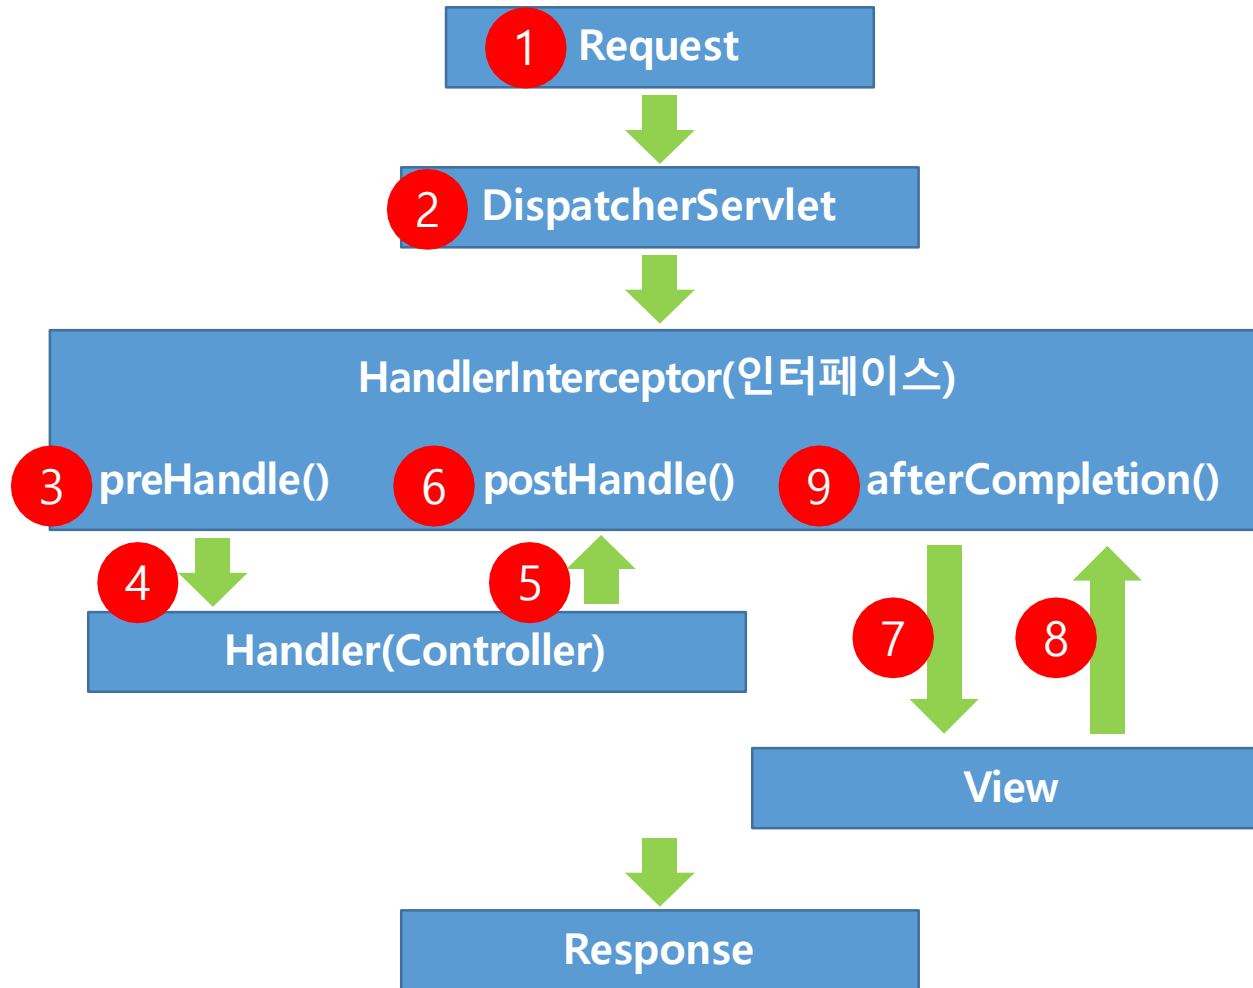 1 Request
2 DispatcherServlet
HandlerInterceptor(인터페이스)
3 preHandle() 6 postHandle() 9 afterCompletion()
4 5
7 8
Handler(Controller)
View
Response